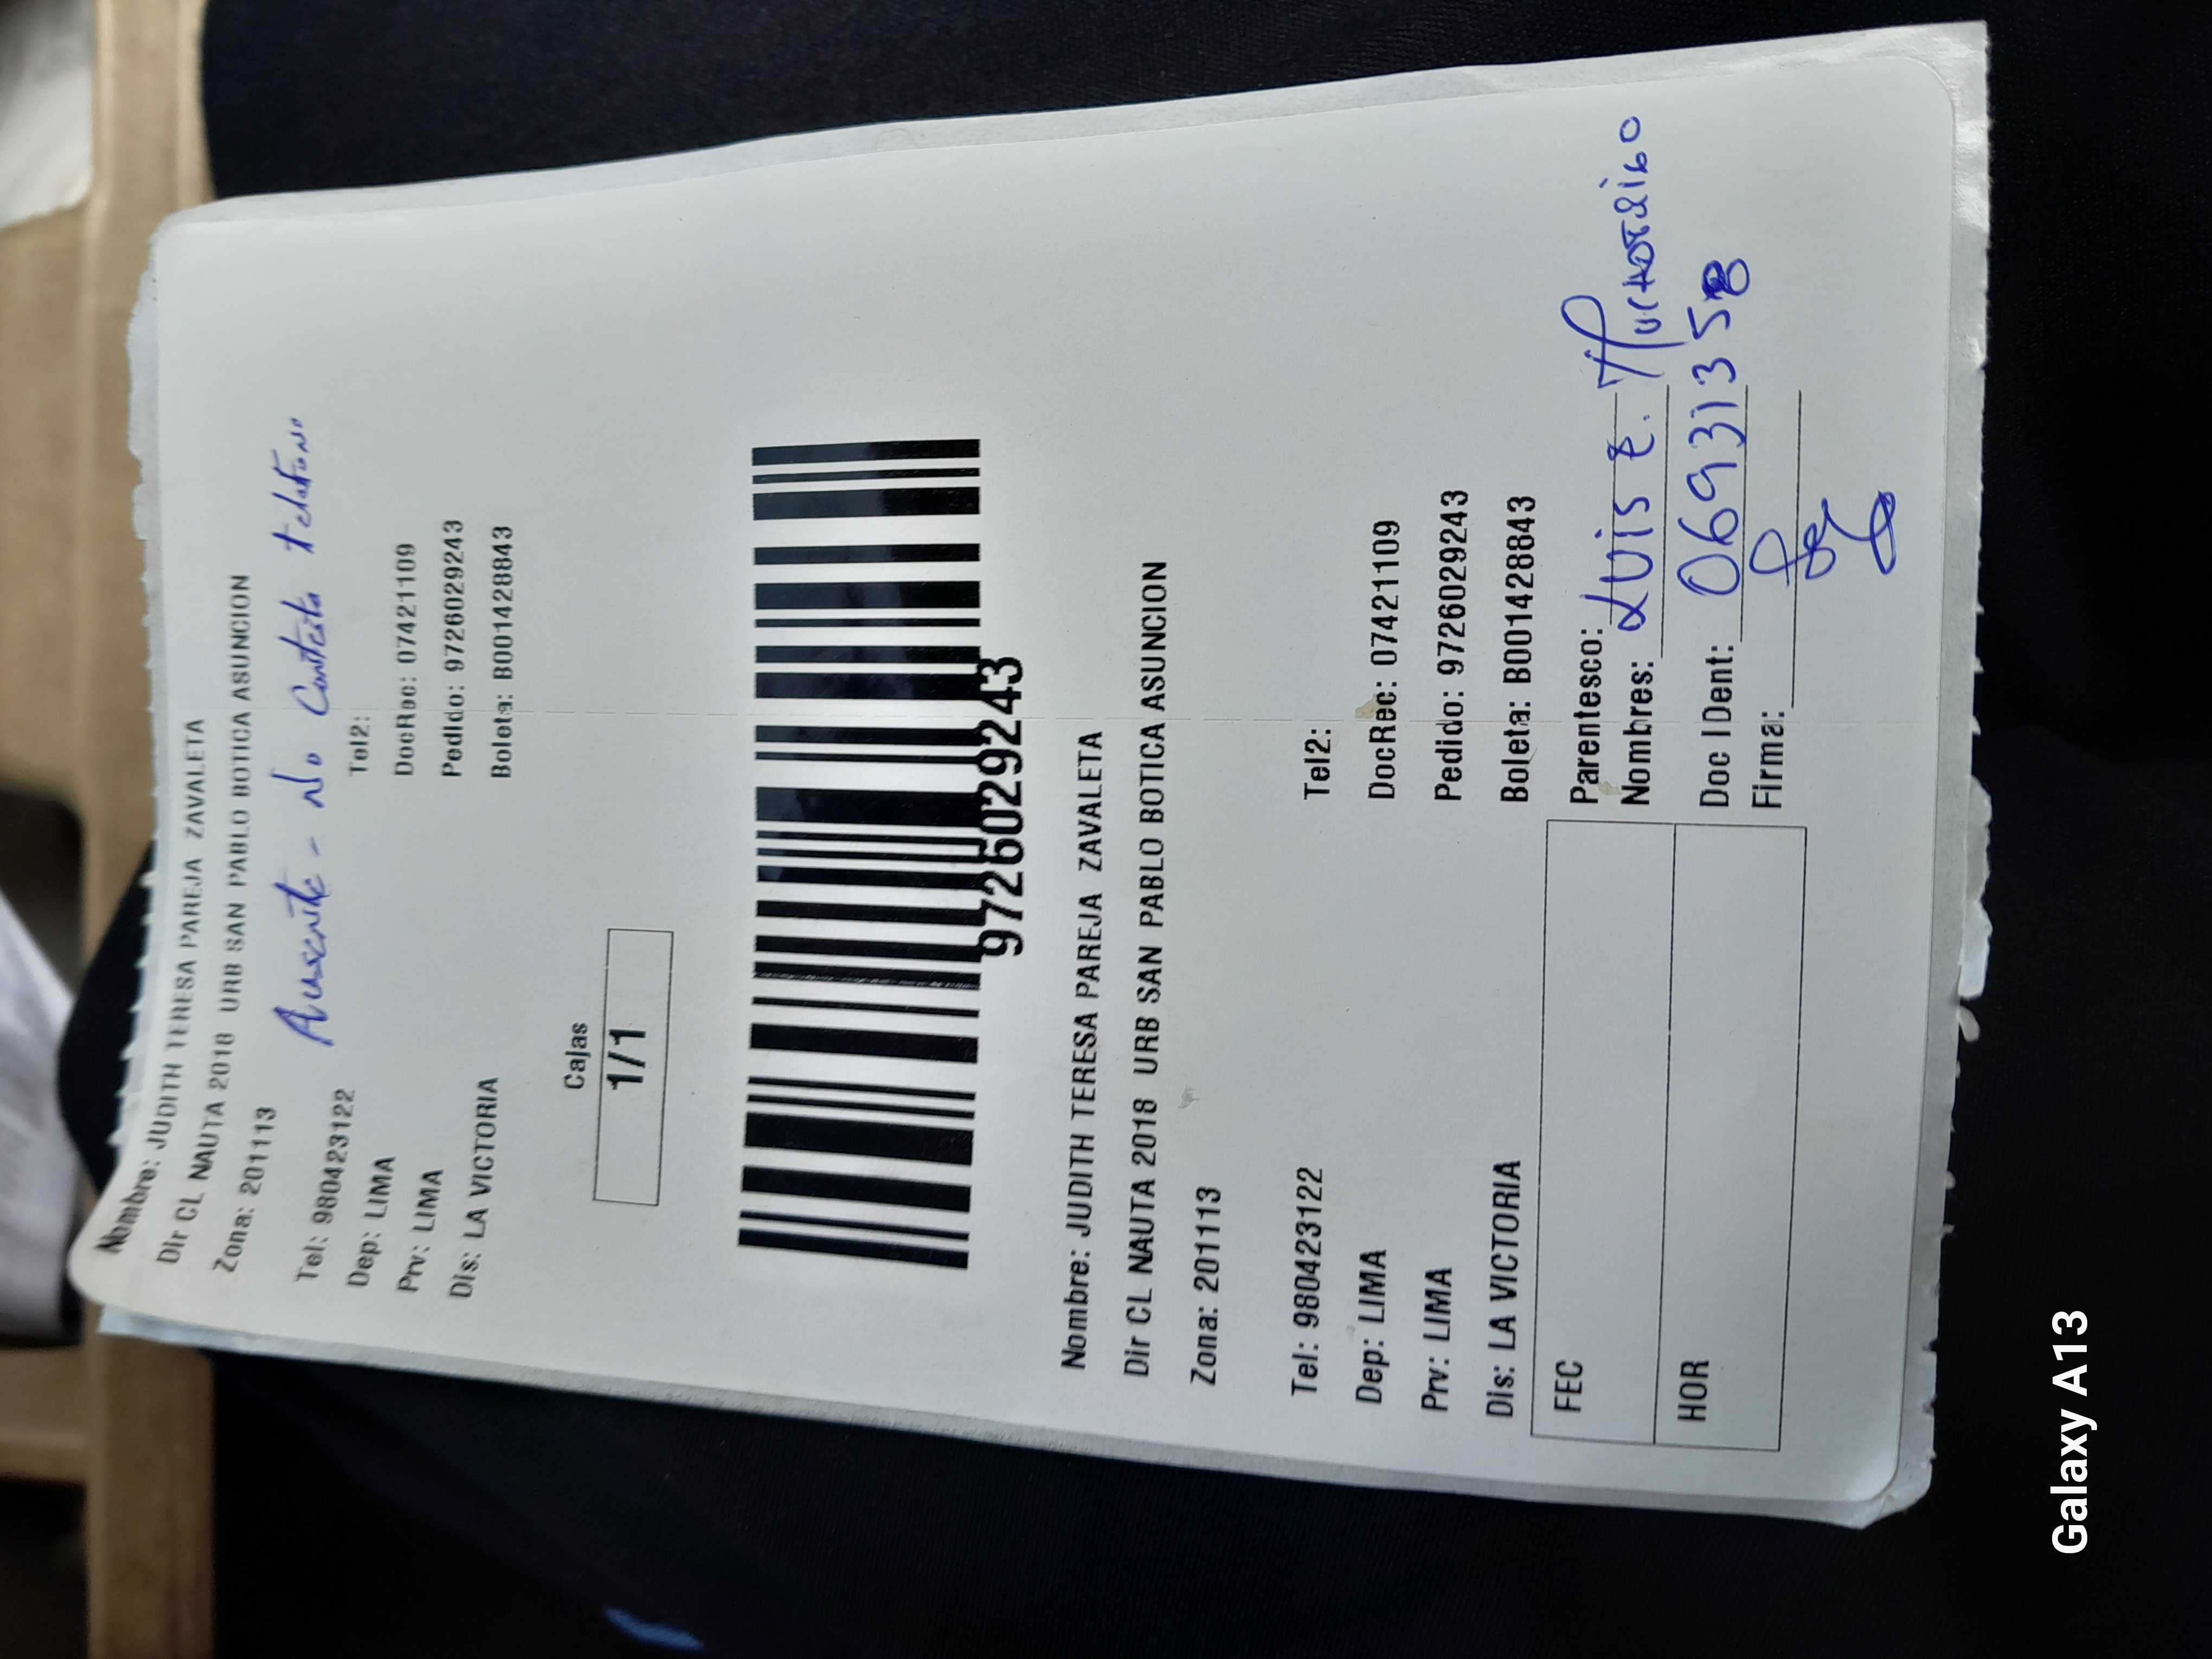 Nombre: JUDITH TERESA PAREJA ZAVALETA
Dir CL NAUTA 2018 URB SAN PABLO BOTICA ASUNCION
Zona: 201113
Ausente - No Contesta telefono
Tel: 980423122 Tel2:
Dep: LIMA DocRec: 07421109
Prv: LIMA Pedido: 9726029243
Dis: LA VICTORIA Boleta: B001428843
Cajas
1/1
9726029243
Nombre: JUDITH TERESA PAREJA ZAVALETA
Dir CL NAUTA 2018 URB SAN PABLO BOTICA ASUNCION
Zona: 201113
Tel: 980423122 Tel2:
Dep: LIMA DocRec: 07421109
Prv: LIMA Pedido: 9726029243
Dis: LA VICTORIA Boleta: B001428843
FEC
HOR
Parentesco:
Nombres: Luis E.
Doc IDent: 06931358
Firma:
Galaxy A13